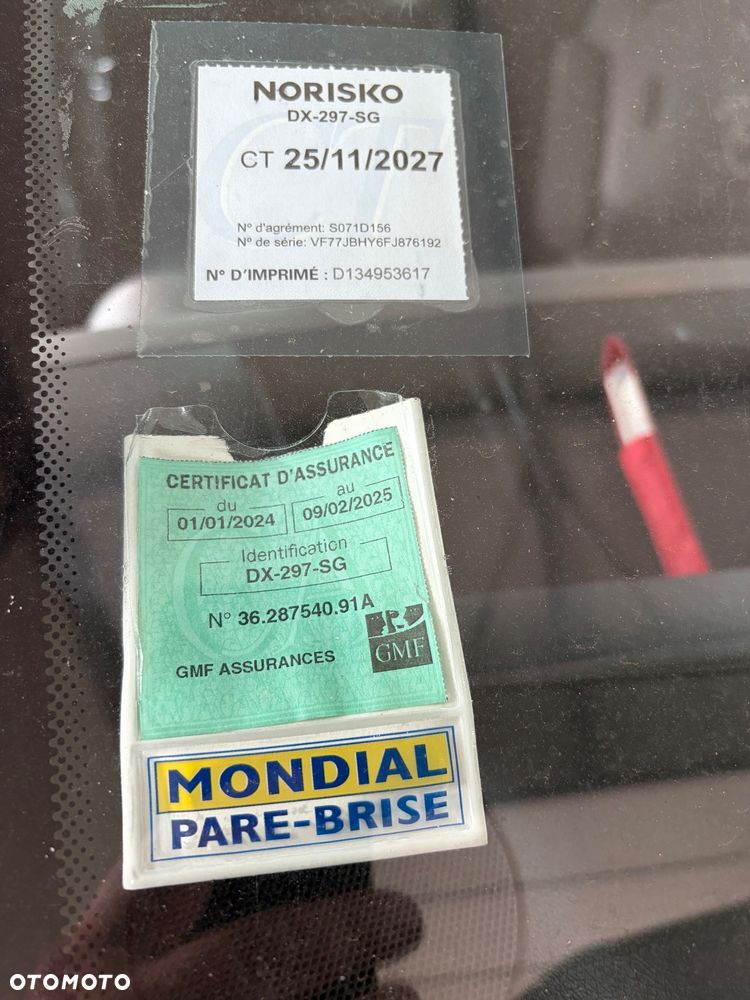 NORISKO
DX-297-SG
CT 25/11/2027
N° d'agrément: S071D156
N° de série: VF77JBHY6FJ876192
N° D'IMPRIMÉ : D134953617
CERTIFICAT D'ASSURANCE
du au
01/01/2024 09/02/2025
Identification
DX-297-SG
N° 36.287540.91A
GMF
GMF ASSURANCES
MONDIAL
PARE-BRISE
OTOMOTO